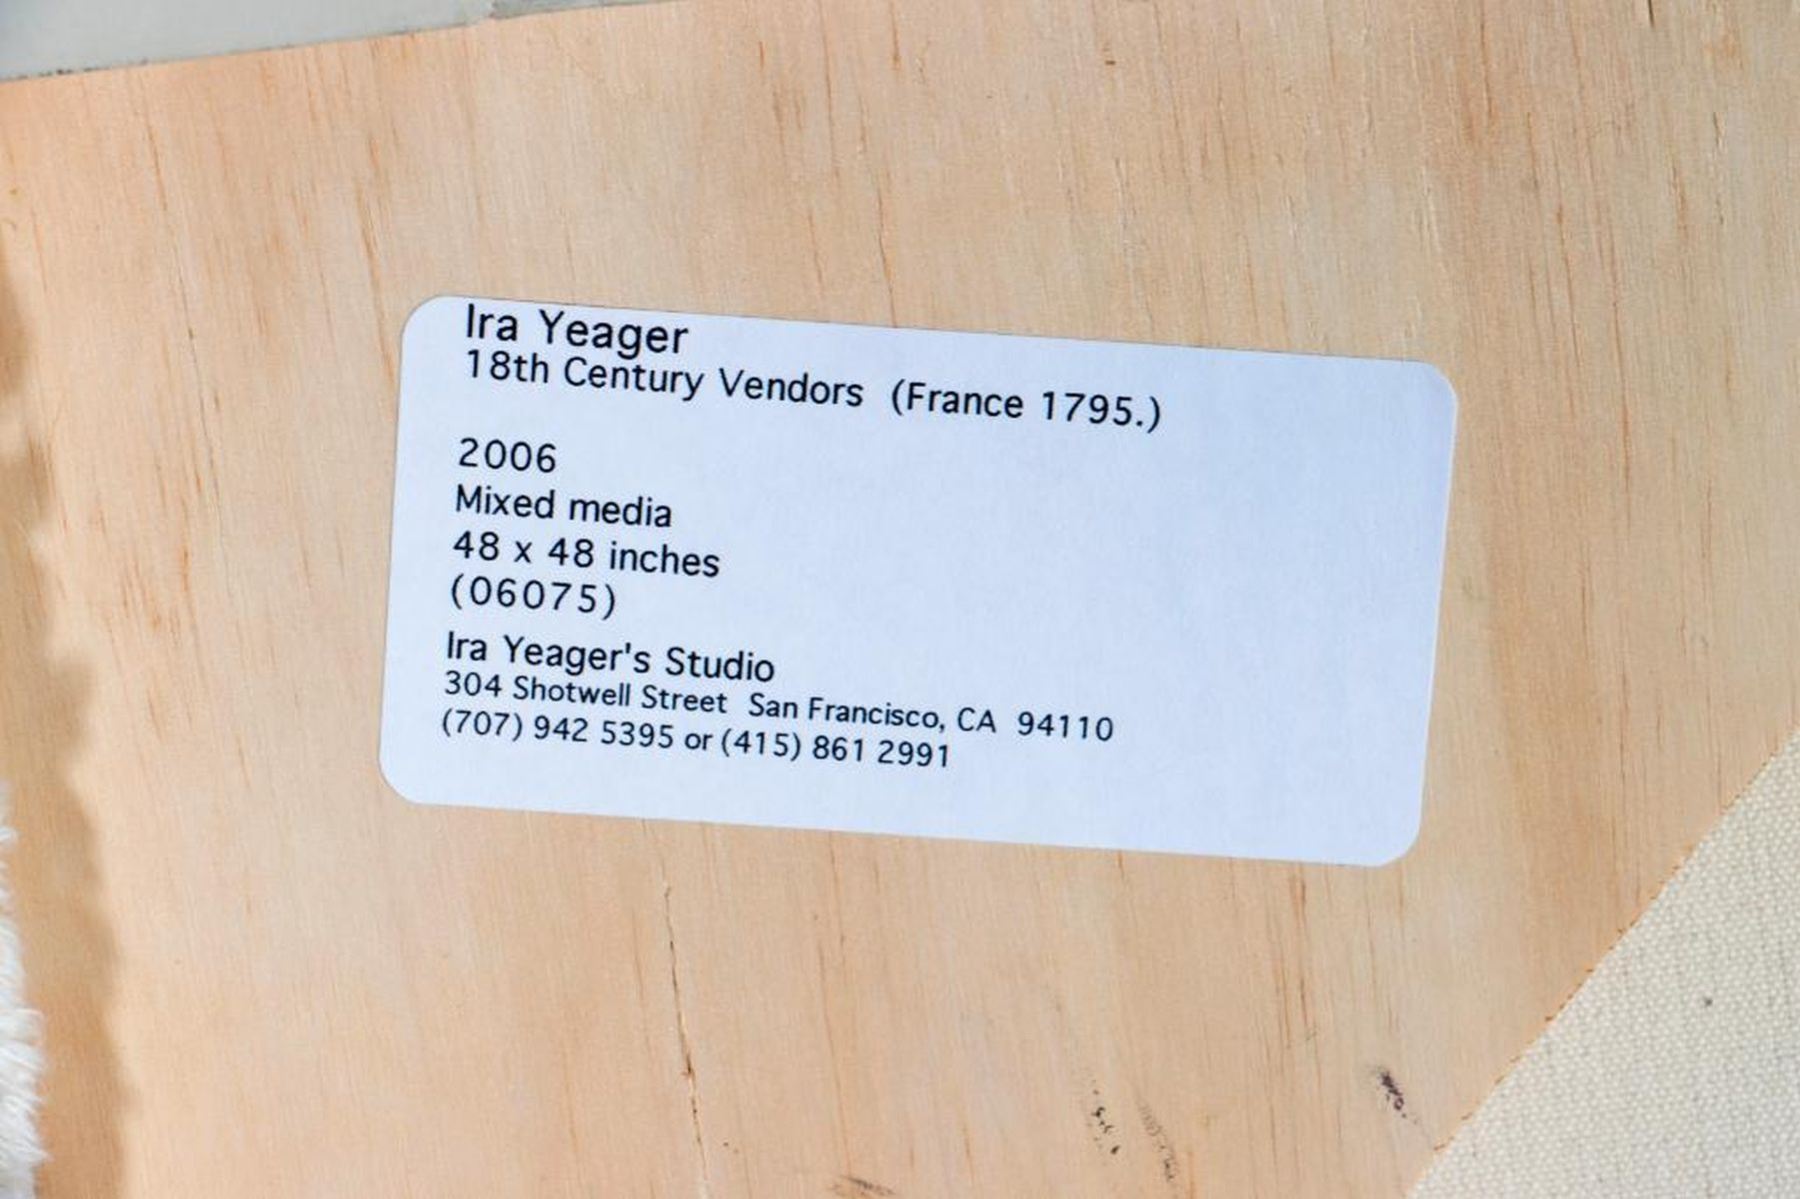 Ira Yeager
18th Century Vendors (France 1795.)
2006
Mixed media
48 x 48 inches
(06075)
Ira Yeager's Studio
304 Shotwell Street San Francisco, CA 94110
(707) 942 5395 or (415) 861 2991